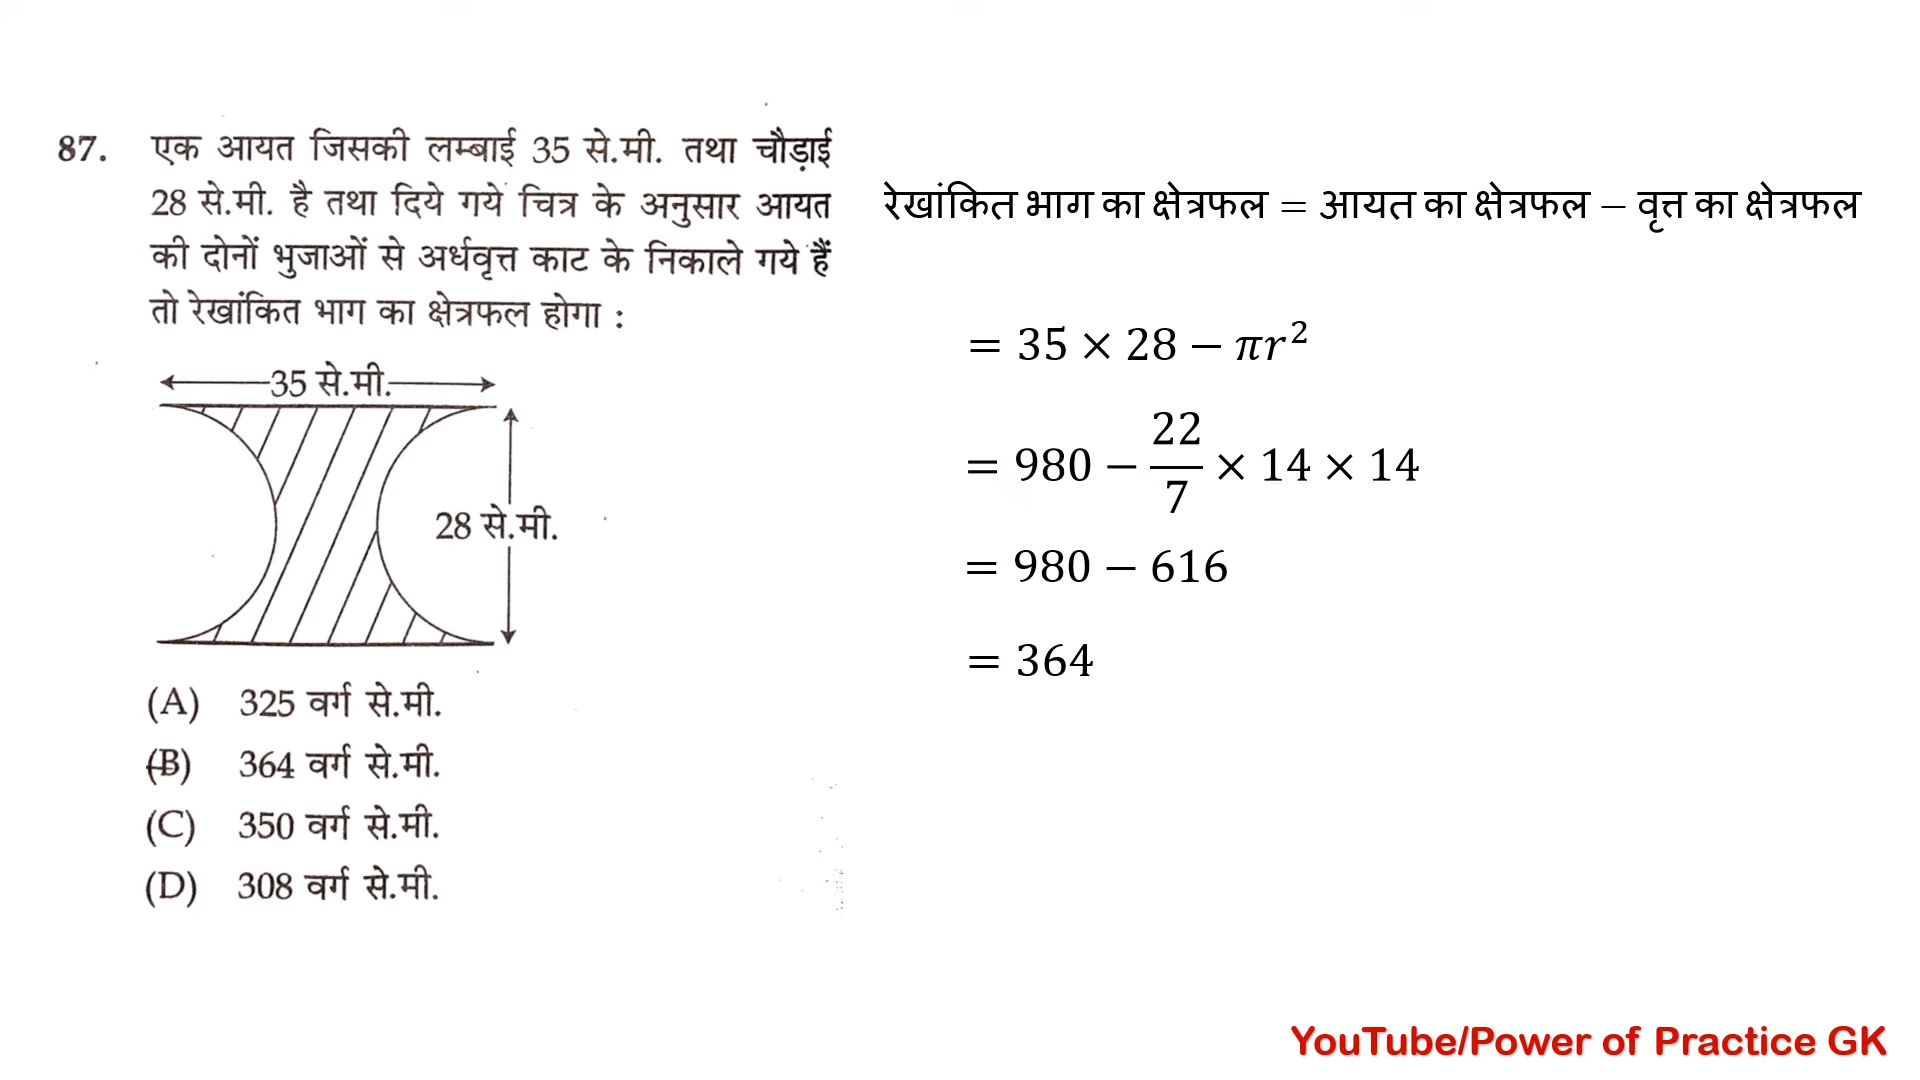 87. एक आयत जिसकी लम्बाई 35 से.मी. तथा चौड़ाई
28 से.मी. है तथा दिये गये चित्र के अनुसार आयत
की दोनों भुजाओं से अर्धवृत्त काट के निकाले गये हैं
तो रेखांकित भाग का क्षेत्रफल होगा :
35 से.मी.
28 से.मी.
(A) 325 वर्ग से.मी.
(B) 364 वर्ग से.मी.
(C) 350 वर्ग से.मी.
(D) 308 वर्ग से.मी.
रेखांकित भाग का क्षेत्रफल = आयत का क्षेत्रफल – वृत्त का क्षेत्रफल
= 35 × 28 − πr²
= 980 − 22/7 × 14 × 14
= 980 − 616
= 364
YouTube/Power of Practice GK